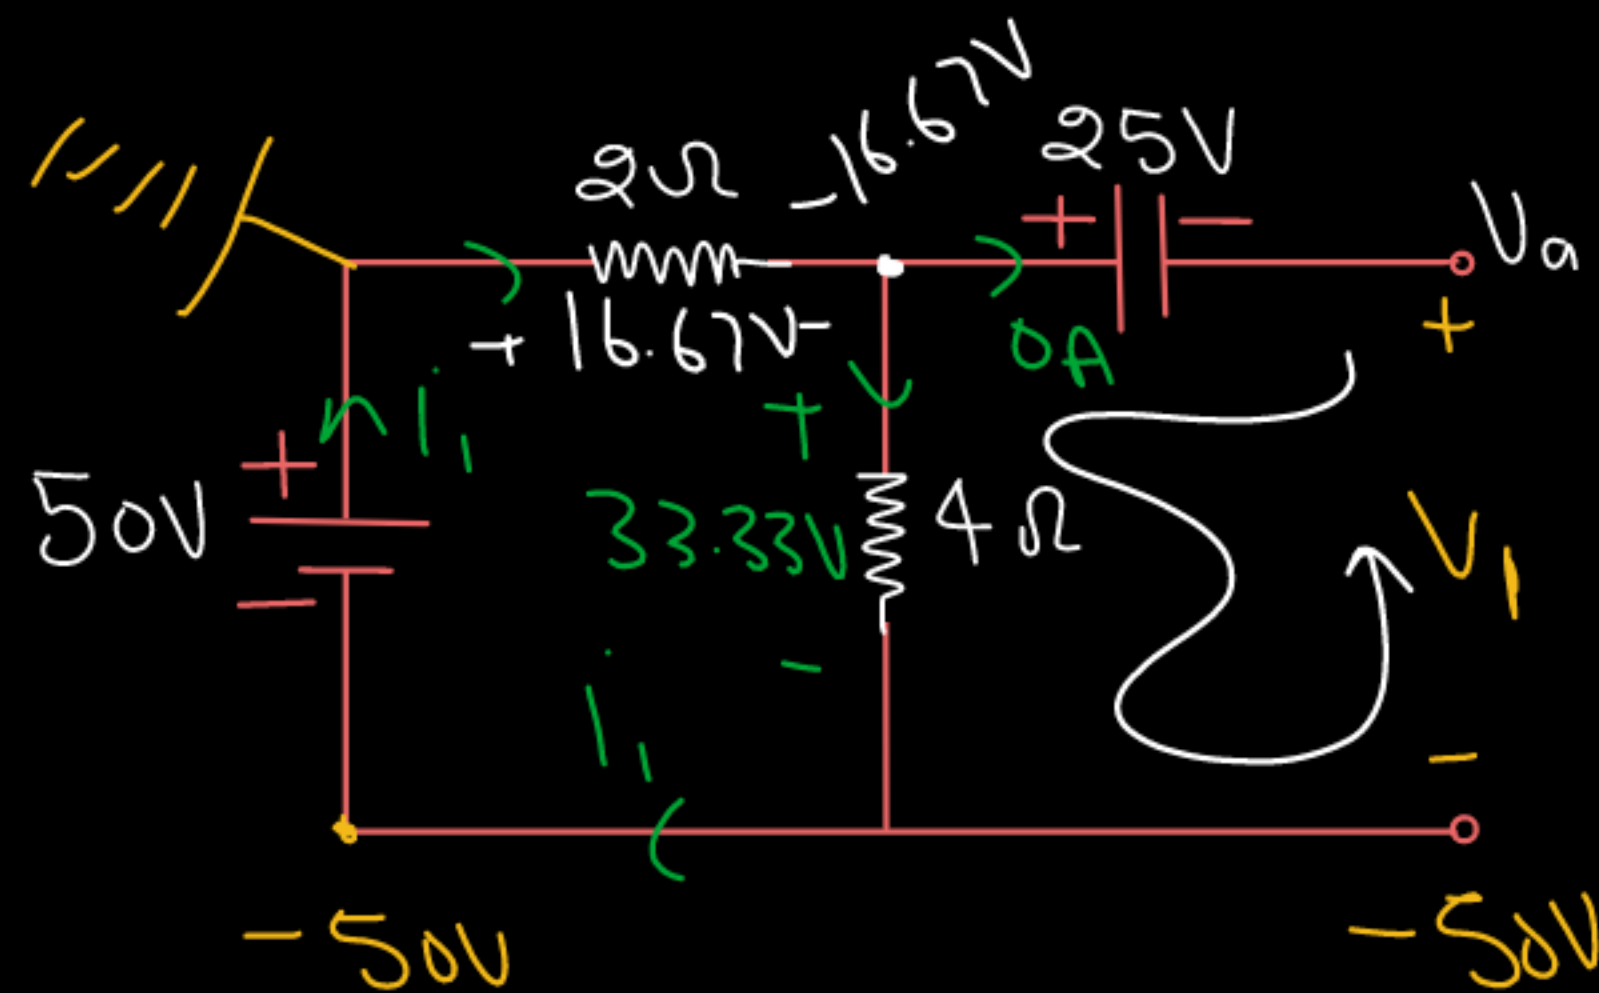 -16.67V
2Ω
25V
+ -
Va
+ 16.67V -
0A
+
i1
+
+
50V
33.33V
4Ω
V1
-
-
i1
-
-50V
-50V